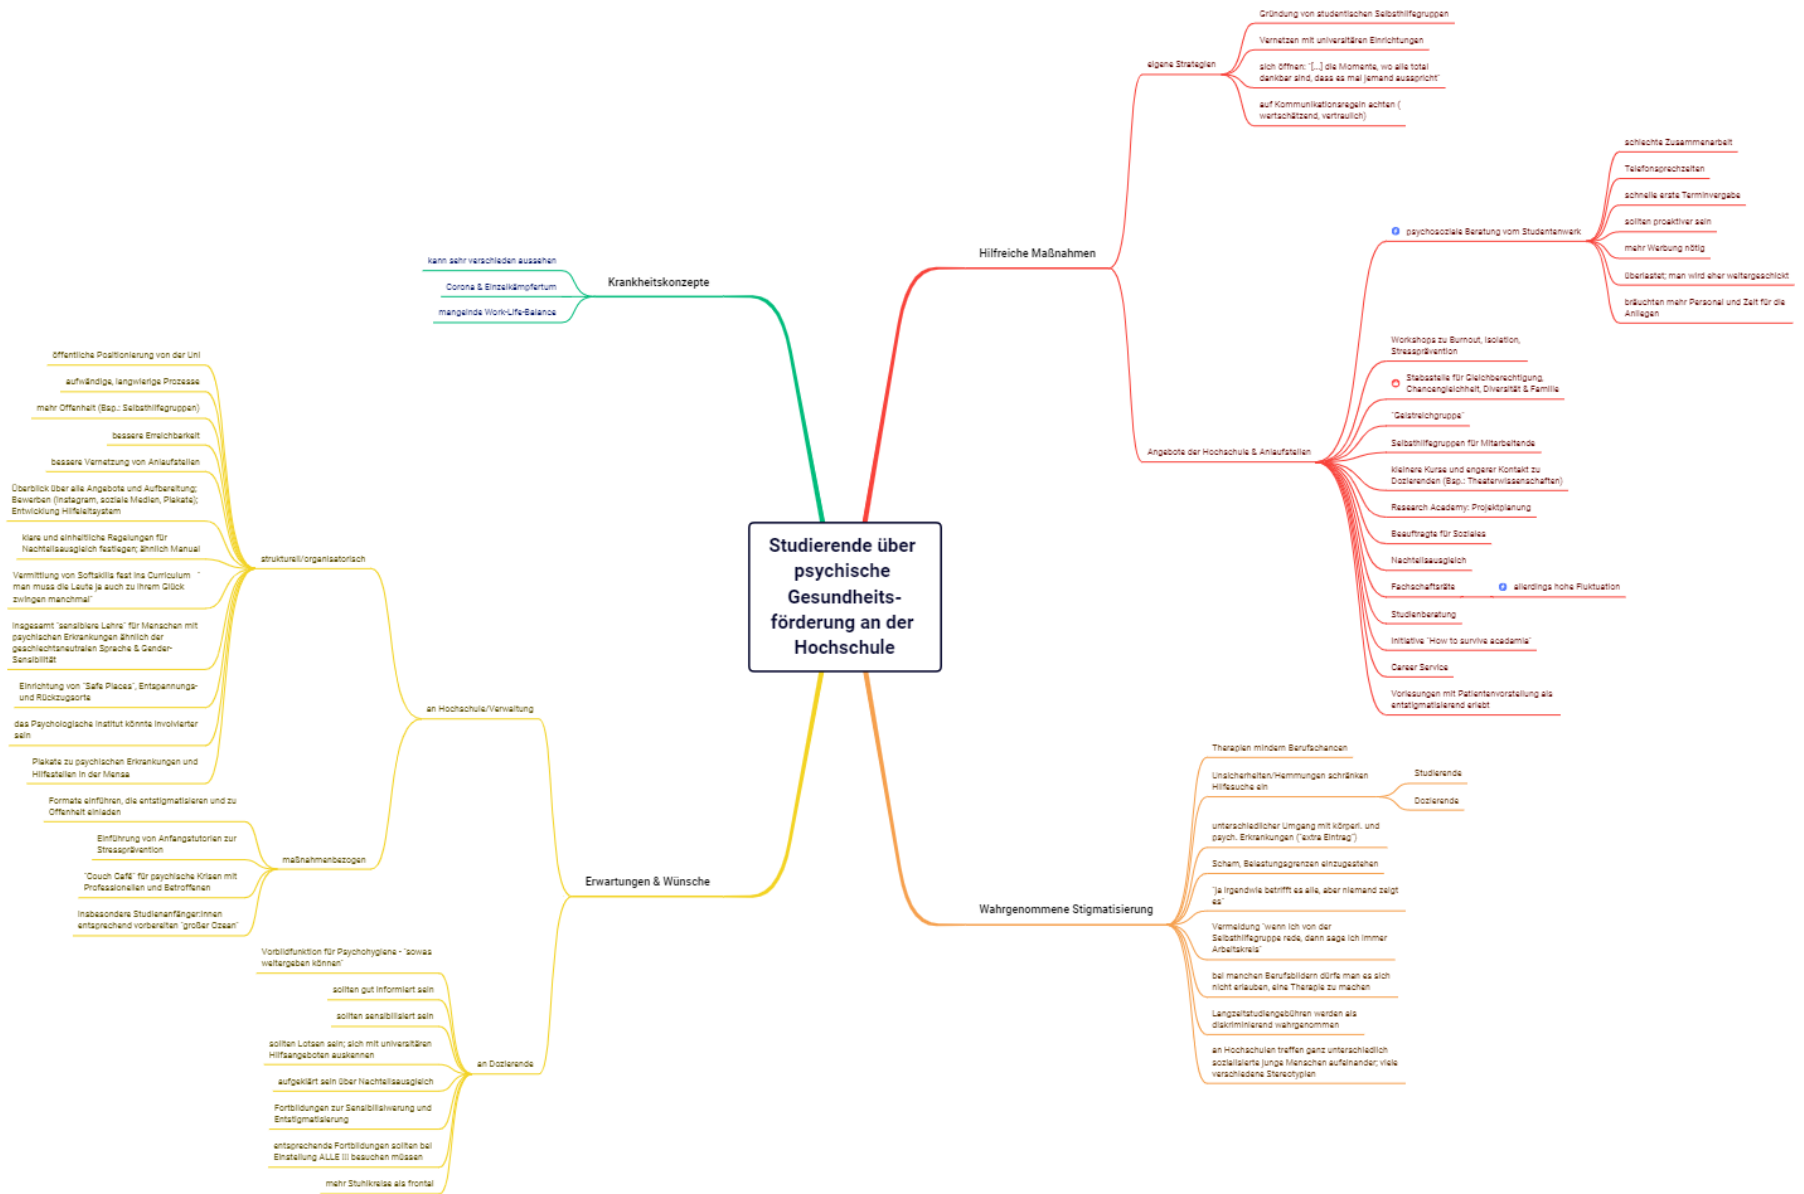 Studierende über
psychische
Gesundheits-
förderung an der
Hochschule
Krankheitskonzepte
kann sehr verschieden aussehen
Corona & Einzelkämpfertum
mangelnde Work-Life-Balance
Hilfreiche Maßnahmen
eigene Strategien
Gründung von studentischen Selbsthilfegruppen
Vernetzen mit universitären Einrichtungen
sich öffnen: "[...] die Momente, wo alle total
dankbar sind, dass es mal jemand ausspricht"
auf Kommunikationsregeln achten (
wertschätzend, vertraulich)
Angebote der Hochschule & Anlaufstellen
psychosoziale Beratung vom Studentenwerk
schlechte Zusammenarbeit
Telefonsprechzeiten
schnelle erste Terminvergabe
sollten proaktiver sein
mehr Werbung nötig
überlastet; man wird eher weitergeschickt
bräuchten mehr Personal und Zeit für die
Anliegen
Workshops zu Burnout, Isolation,
Stressprävention
Stabsstelle für Gleichberechtigung,
Chancengleichheit, Diversität & Familie
"Geistreichgruppe"
Selbsthilfegruppen für Mitarbeitende
kleinere Kurse und engerer Kontakt zu
Dozierenden (Bsp.: Theaterwissenschaften)
Research Academy: Projektplanung
Beauftragte für Soziales
Nachteilsausgleich
Fachschaftsräte
allerdings hohe Fluktuation
Studienberatung
Initiative "How to survive academia"
Career Service
Vorlesungen mit Patientenvorstellung als
entstigmatisierend erlebt
Wahrgenommene Stigmatisierung
Therapien mindern Berufschancen
Unsicherheiten/Hemmungen schränken
Hilfesuche ein
Studierende
Dozierende
unterschiedlicher Umgang mit körperl. und
psych. Erkrankungen ("extra Eintrag")
Scham, Belastungsgrenzen einzugestehen
"ja irgendwie betrifft es alle, aber niemand zeigt
es"
Vermeidung "wenn ich von der
Selbsthilfegruppe rede, dann sage ich immer
Arbeitskreis"
bei manchen Berufsbildern dürfe man es sich
nicht erlauben, eine Therapie zu machen
Langzeitstudiengebühren werden als
diskriminierend wahrgenommen
an Hochschulen treffen ganz unterschiedlich
sozialisierte junge Menschen aufeinander; viele
verschiedene Stereotypien
Erwartungen & Wünsche
an Hochschule/Verwaltung
strukturell/organisatorisch
öffentliche Positionierung von der Uni
aufwändige, langwierige Prozesse
mehr Offenheit (Bsp.: Selbsthilfegruppen)
bessere Erreichbarkeit
bessere Vernetzung von Anlaufstellen
Überblick über alle Angebote und Aufbereitung;
Bewerben (Instagram, soziale Medien, Plakate);
Entwicklung Hilfeleitsystem
klare und einheitliche Regelungen für
Nachteilsausgleich festlegen; ähnlich Manual
Vermittlung von Softskills fest ins Curriculum "
man muss die Leute ja auch zu ihrem Glück
zwingen manchmal"
insgesamt "sensiblere Lehre" für Menschen mit
psychischen Erkrankungen ähnlich der
geschlechtsneutralen Sprache & Gender-
Sensibilität
Einrichtung von "Safe Places", Entspannungs-
und Rückzugsorte
das Psychologische Institut könnte involvierter
sein
Plakate zu psychischen Erkrankungen und
Hilfestellen in der Mensa
maßnahmenbezogen
Formate einführen, die entstigmatisieren und zu
Offenheit einladen
Einführung von Anfangstutorien zur
Stressprävention
"Couch Café" für psychische Krisen mit
Professionellen und Betroffenen
insbesondere Studienanfänger:innen
entsprechend vorbereiten "großer Ozean"
an Dozierende
Vorbildfunktion für Psychohygiene - "sowas
weitergeben können"
sollten gut informiert sein
sollten sensibilisiert sein
sollten Lotsen sein; sich mit universitären
Hilfsangeboten auskennen
aufgeklärt sein über Nachteilsausgleich
Fortbildungen zur Sensibilisiwerung und
Entstigmatisierung
entsprechende Fortbildungen sollten bei
Einstellung ALLE !!! besuchen müssen
mehr Stuhlkreise als frontal